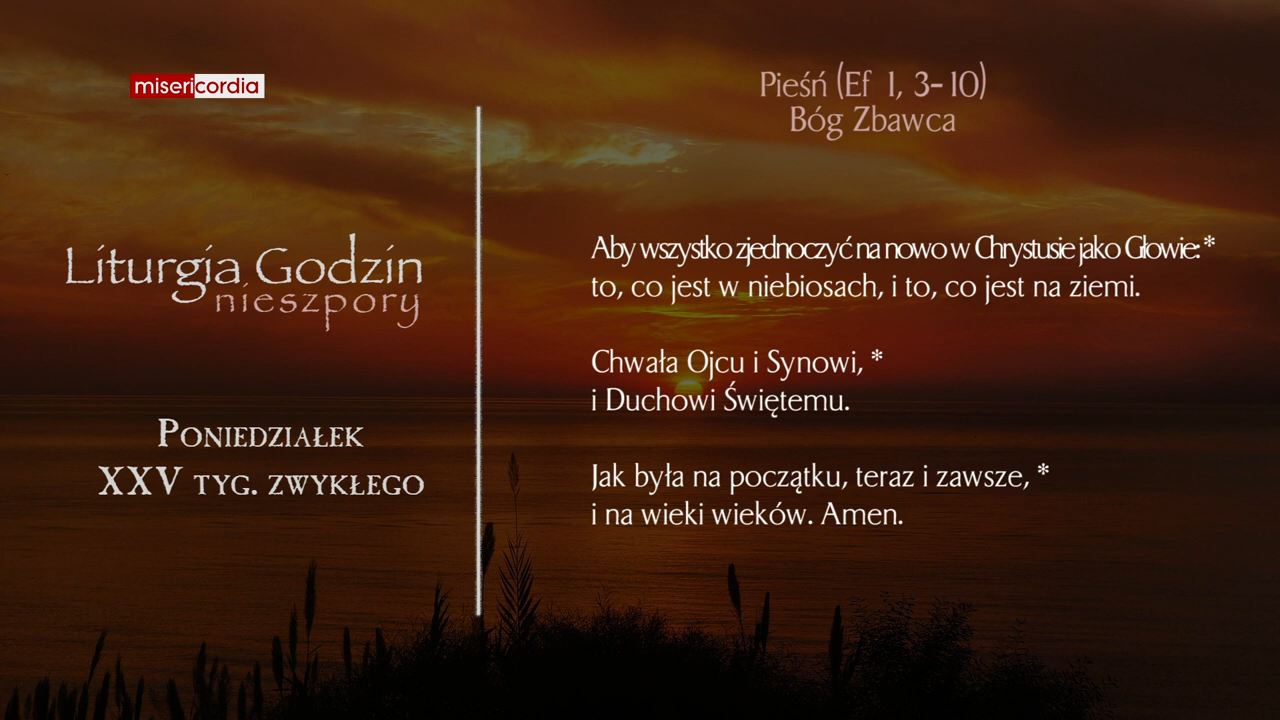 misericordia
Liturgia Godzin
nieszpory
Poniedziałek
XXV tyg. zwykłego
Pieśń (Ef 1, 3-10)
Bóg Zbawca
Aby wszystko zjednoczyć na nowo w Chrystusie jako Głowie: *
to, co jest w niebiosach, i to, co jest na ziemi.
Chwała Ojcu i Synowi, *
i Duchowi Świętemu.
Jak była na początku, teraz i zawsze, *
i na wieki wieków. Amen.